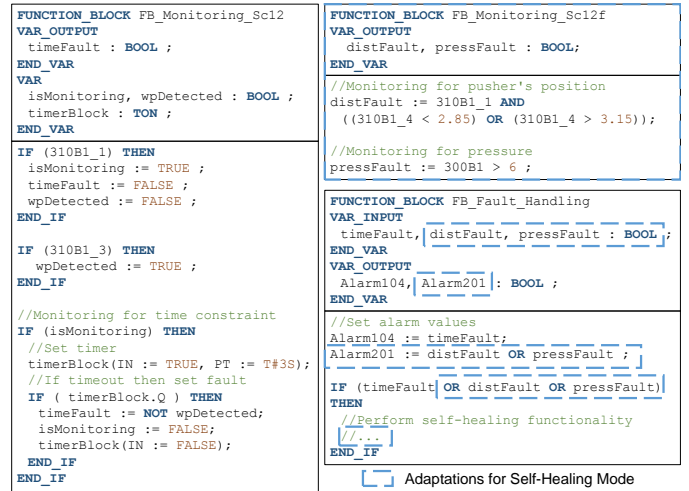 FUNCTION_BLOCK FB_Monitoring_Sc12
VAR_OUTPUT
timeFault : BOOL ;
END_VAR
VAR
isMonitoring, wpDetected : BOOL ;
timerBlock : TON ;
END_VAR
IF (310B1_1) THEN
isMonitoring := TRUE ;
timeFault := FALSE ;
wpDetected := FALSE ;
END_IF
IF (310B1_3) THEN
wpDetected := TRUE ;
END_IF
//Monitoring for time constraint
IF (isMonitoring) THEN
//Set timer
timerBlock(IN := TRUE, PT := T#3S);
//If timeout then set fault
IF ( timerBlock.Q ) THEN
timeFault := NOT wpDetected;
isMonitoring := FALSE;
timerBlock(IN := FALSE);
END_IF
END_IF
FUNCTION_BLOCK FB_Monitoring_Sc12f
VAR_OUTPUT
distFault, pressFault : BOOL;
END_VAR
//Monitoring for pusher's position
distFault := 310B1_1 AND
((310B1_4 < 2.85) OR (310B1_4 > 3.15));
//Monitoring for pressure
pressFault := 300B1 > 6 ;
FUNCTION_BLOCK FB_Fault_Handling
VAR_INPUT
timeFault, distFault, pressFault : BOOL ;
END_VAR
VAR_OUTPUT
Alarm104, Alarm201 : BOOL ;
END_VAR
//Set alarm values
Alarm104 := timeFault;
Alarm201 := distFault OR pressFault ;
IF (timeFault OR distFault OR pressFault)
THEN
//Perform self-healing functionality
//...
END_IF
Adaptations for Self-Healing Mode